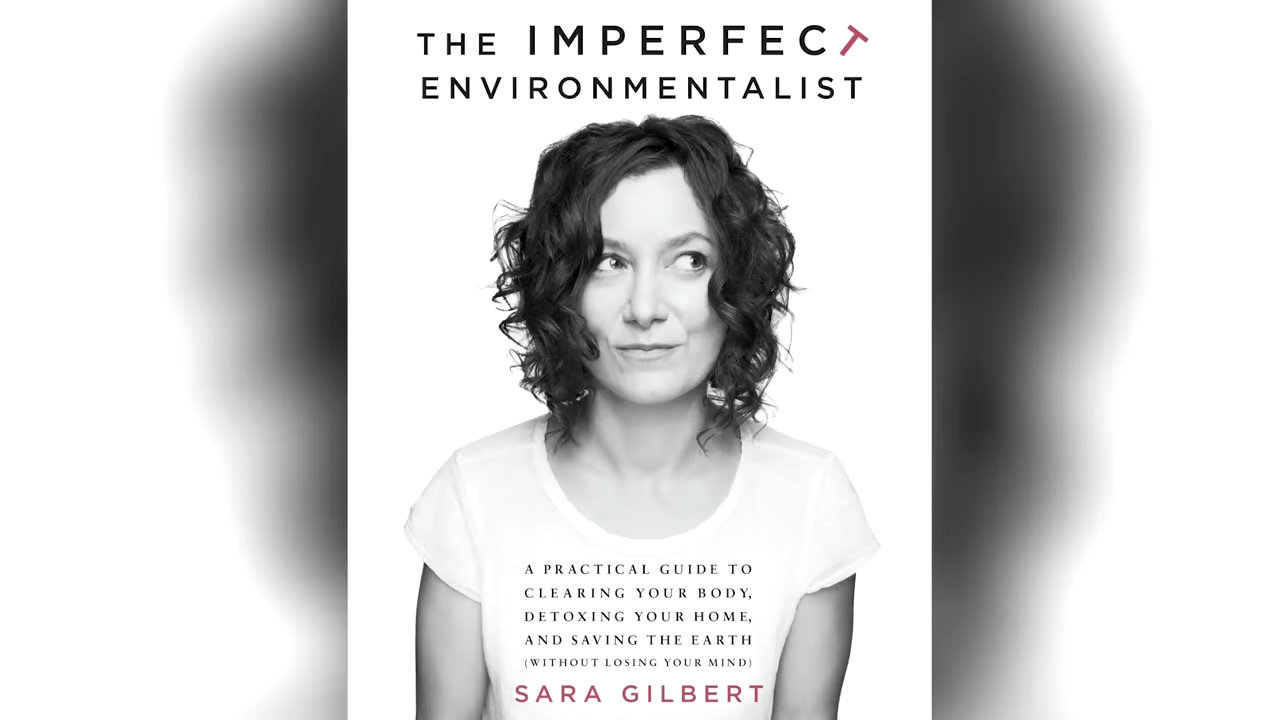 THE IMPERFECT
ENVIRONMENTALIST
A PRACTICAL GUIDE TO
CLEARING YOUR BODY,
DETOXING YOUR HOME,
AND SAVING THE EARTH
(WITHOUT LOSING YOUR MIND)
SARA GILBERT